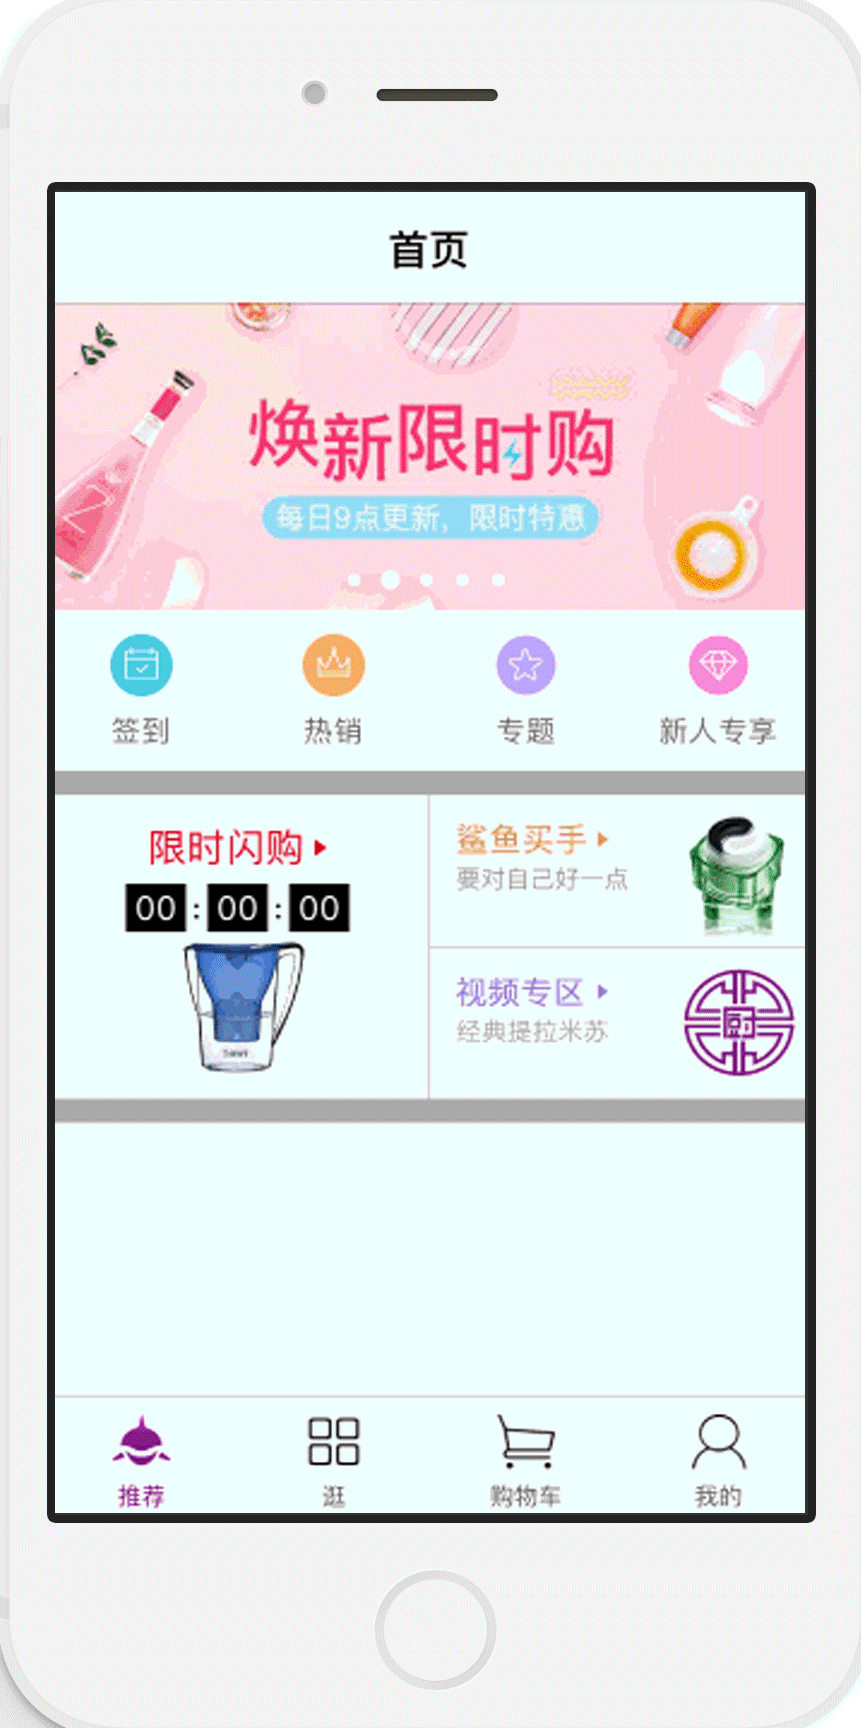 首页
焕新限时购
每日9点更新，限时特惠
签到
热销
专题
新人专享
限时闪购
00:00:00
鲨鱼买手
要对自己好一点
视频专区
经典提拉米苏
厨
推荐
逛
购物车
我的